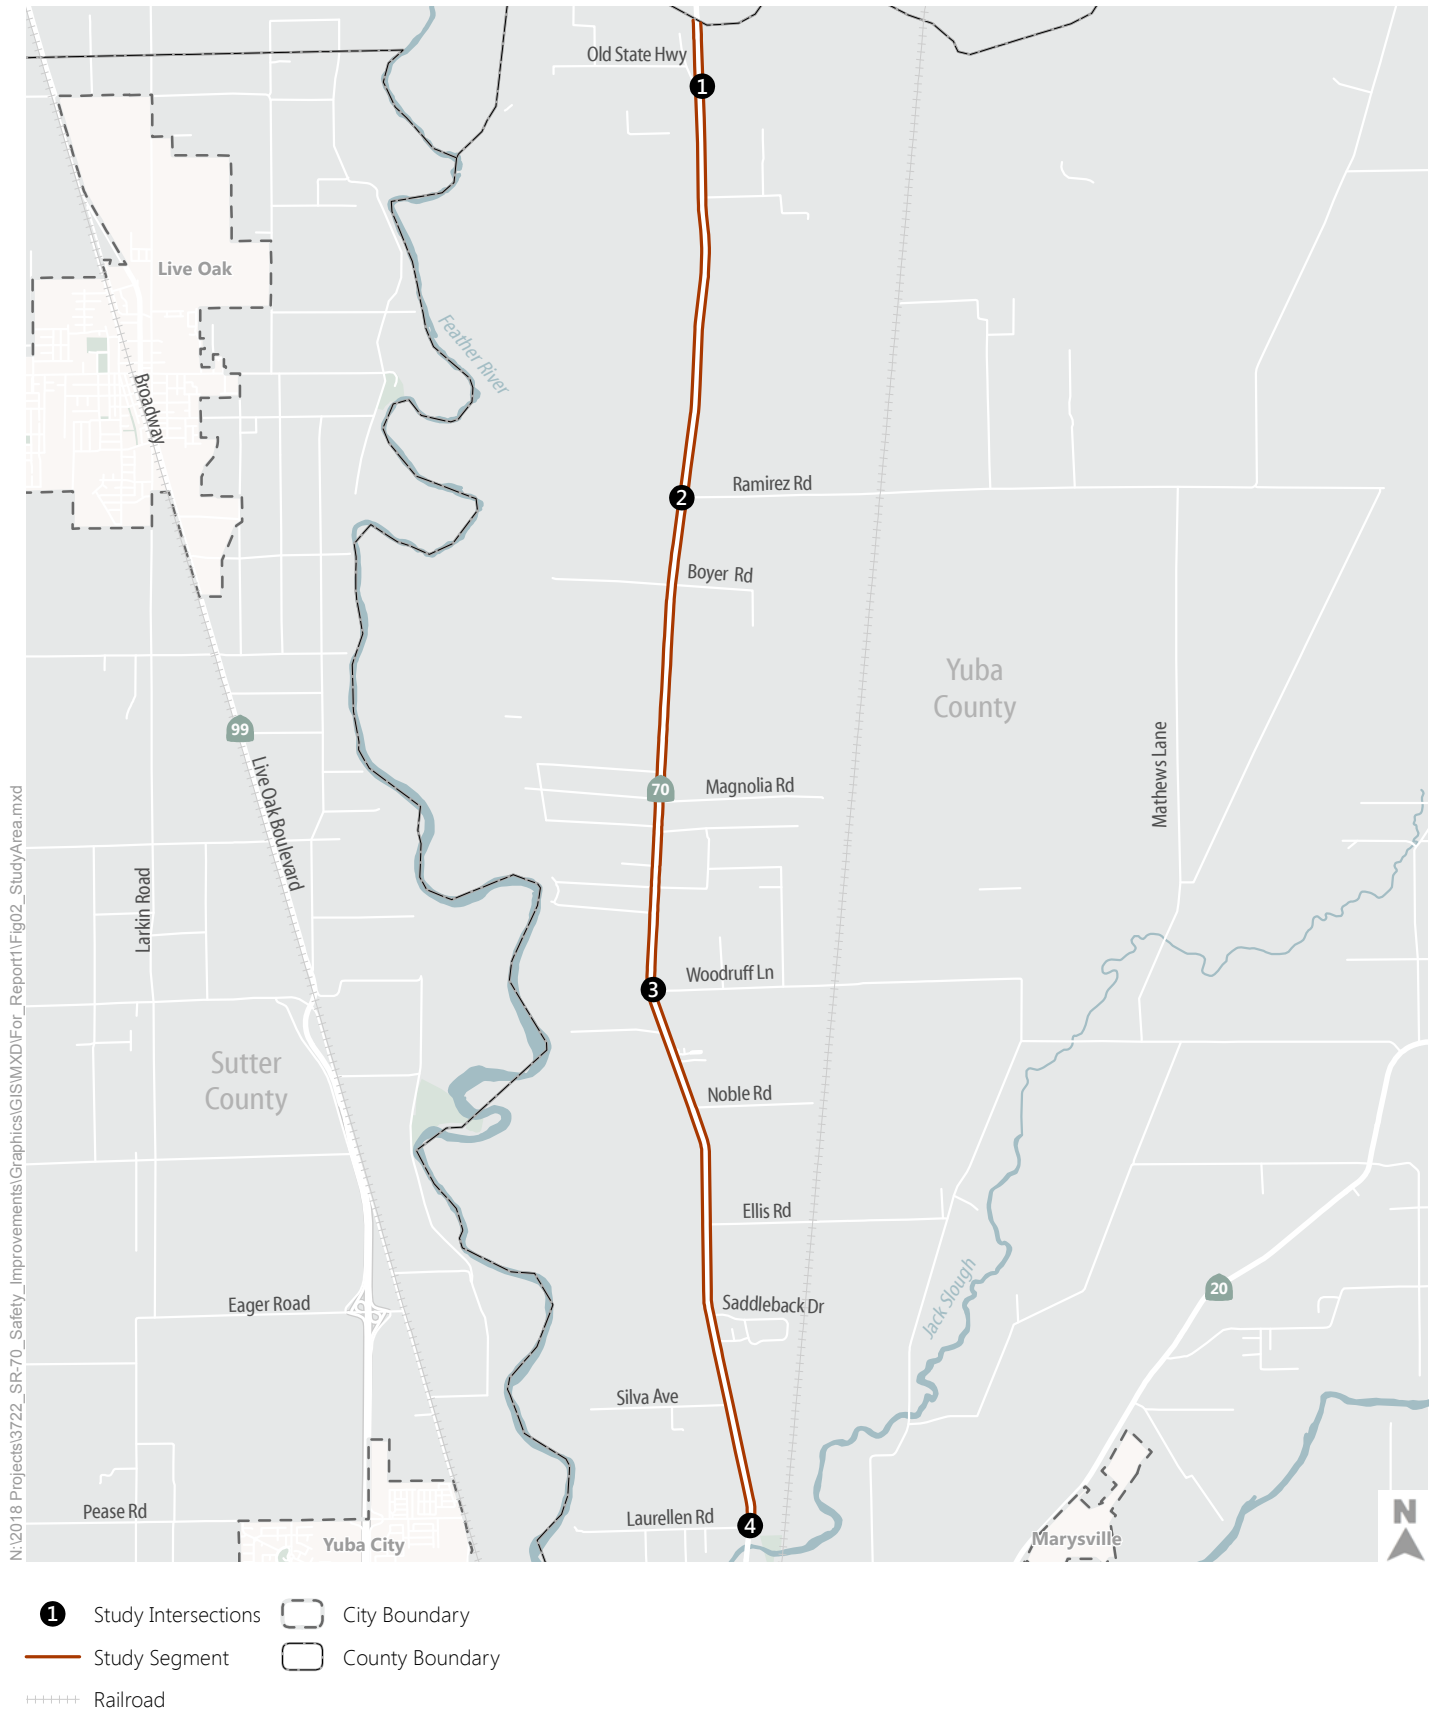 Old State Hwy
1
Live Oak
Feather River
Broadway
2
Ramirez Rd
Boyer Rd
Yuba
County
99
Live Oak Boulevard
70
Magnolia Rd
Mathews Lane
Larkin Road
3
Woodruff Ln
Sutter
County
Noble Rd
Ellis Rd
Jack Slough
20
Eager Road
Saddleback Dr
Silva Ave
Pease Rd
Laurellen Rd
4
Yuba City
Marysville
N
N:\2018 Projects\3722_SR-70_Safety_Improvements\Graphics\GIS\MXD\For_Report1\Fig02_StudyArea.mxd
1 Study Intersections
City Boundary
Study Segment
County Boundary
Railroad